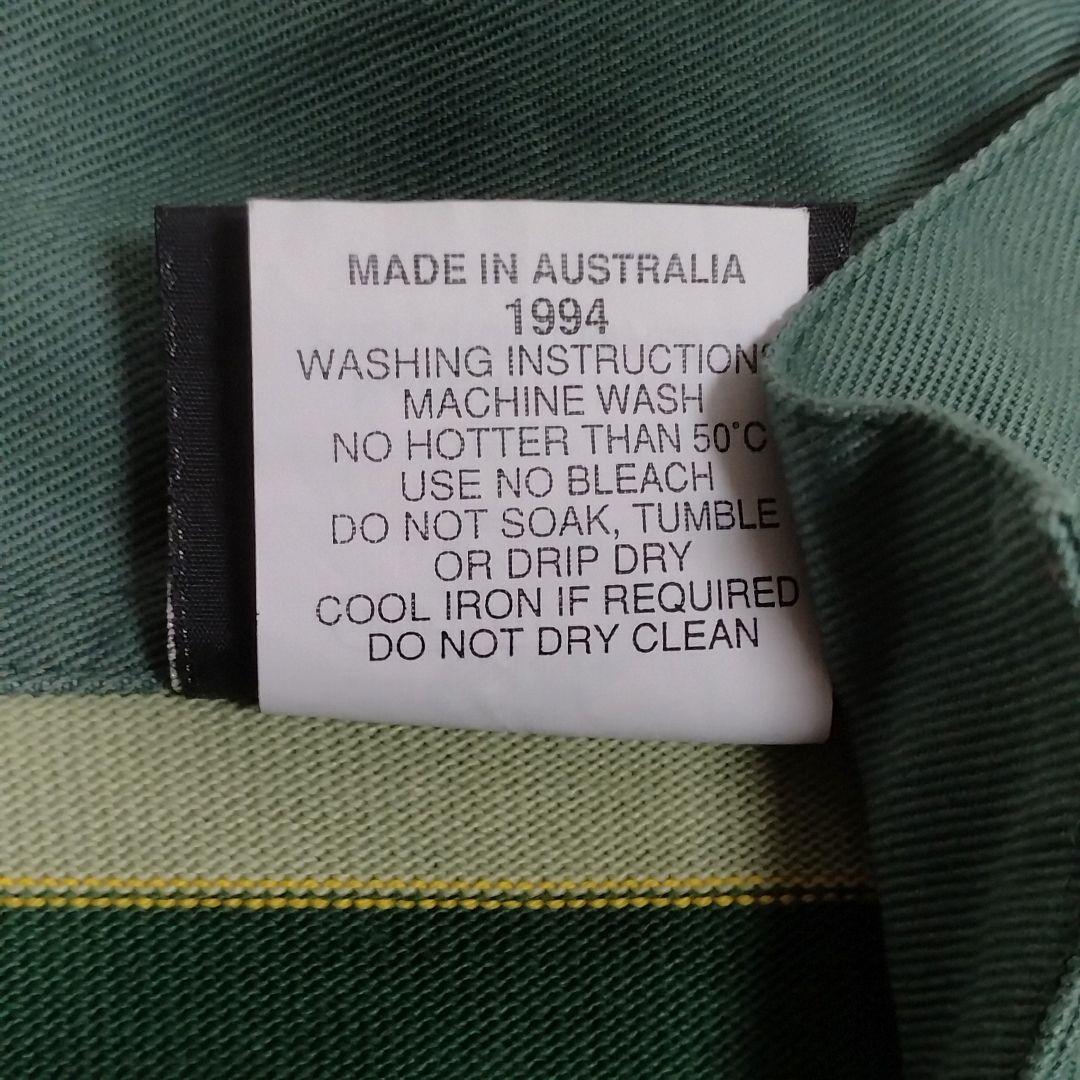 MADE IN AUSTRALIA
1994
WASHING INSTRUCTIONS
MACHINE WASH
NO HOTTER THAN 50°C
USE NO BLEACH
DO NOT SOAK, TUMBLE
OR DRIP DRY
COOL IRON IF REQUIRED
DO NOT DRY CLEAN